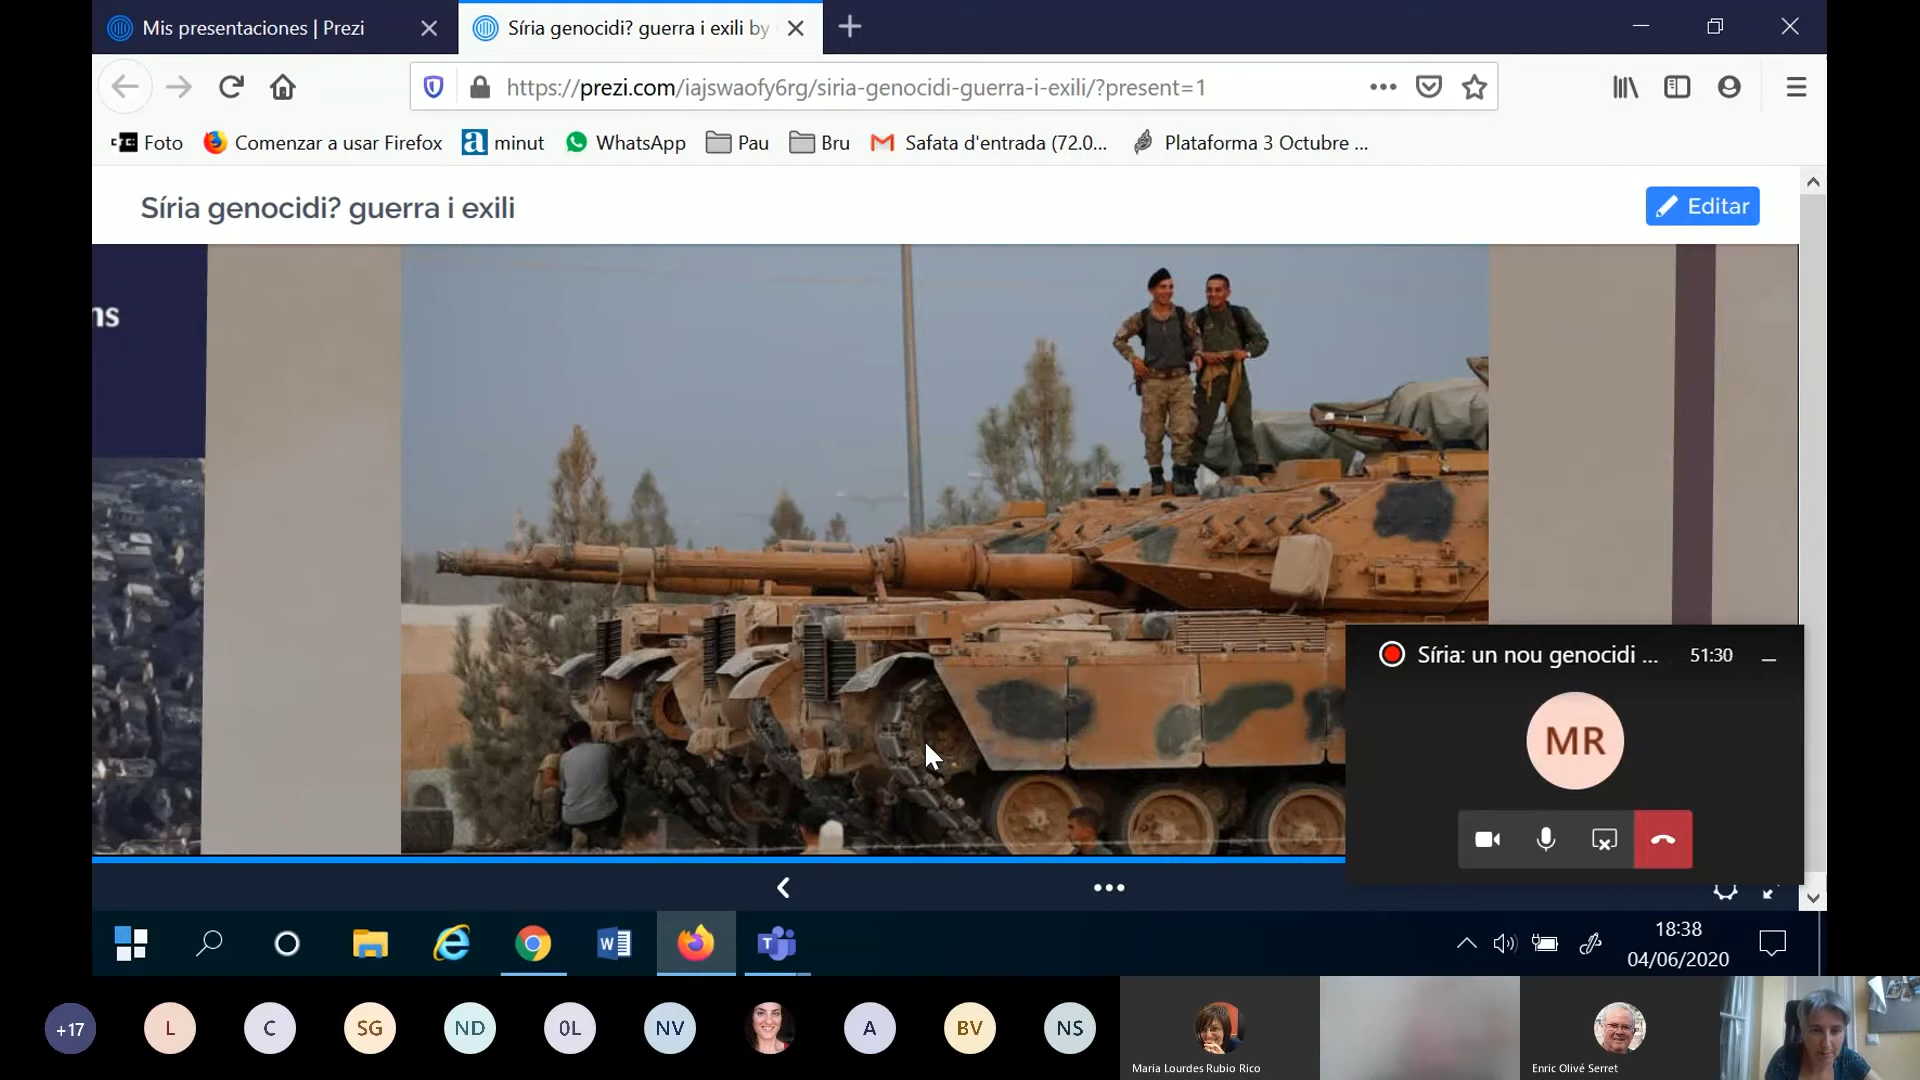 Mis presentaciones | Prezi
Síria genocidi? guerra i exili by
https://prezi.com/iajswaofy6rg/siria-genocidi-guerra-i-exili/?present=1
Foto
Comenzar a usar Firefox
a minut
WhatsApp
Pau
Bru
Safata d'entrada (72.0...
Plataforma 3 Octubre ...
Síria genocidi? guerra i exili
Editar
ns
Síria: un nou genocidi ...
51:30
MR
18:38
04/06/2020
+17
L
C
SG
ND
0L
NV
A
BV
NS
Maria Lourdes Rubio Rico
Enric Olivé Serret